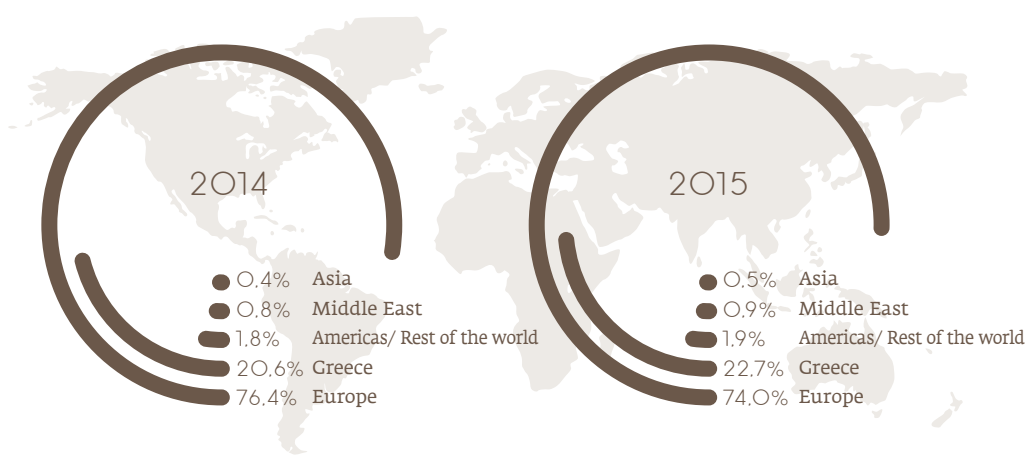 2014
0,4% Asia
0,8% Middle East
1,8% Americas/ Rest of the world
20,6% Greece
76,4% Europe
2015
0,5% Asia
0,9% Middle East
1,9% Americas/ Rest of the world
22,7% Greece
74,0% Europe